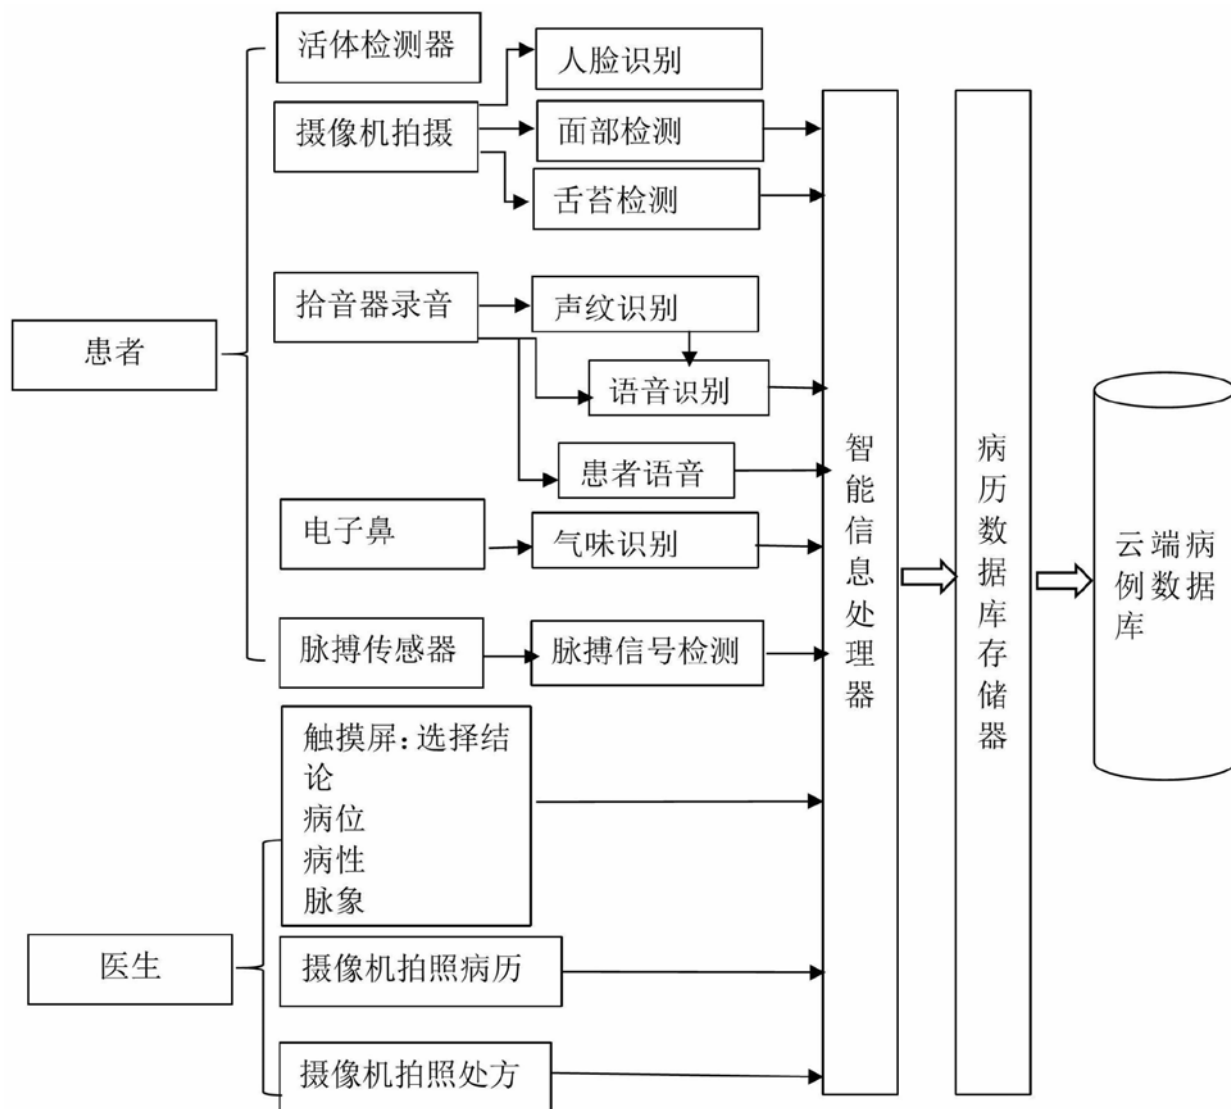 活体检测器
人脸识别
摄像机拍摄
面部检测
舌苔检测
拾音器录音
声纹识别
患者
语音识别
患者语音
电子鼻
气味识别
脉搏传感器
脉搏信号检测
触摸屏:选择结
论
病位
病性
脉象
医生
摄像机拍照病历
摄像机拍照处方
智能信息处理器
病历数据库存储器
云端病
例数据
库